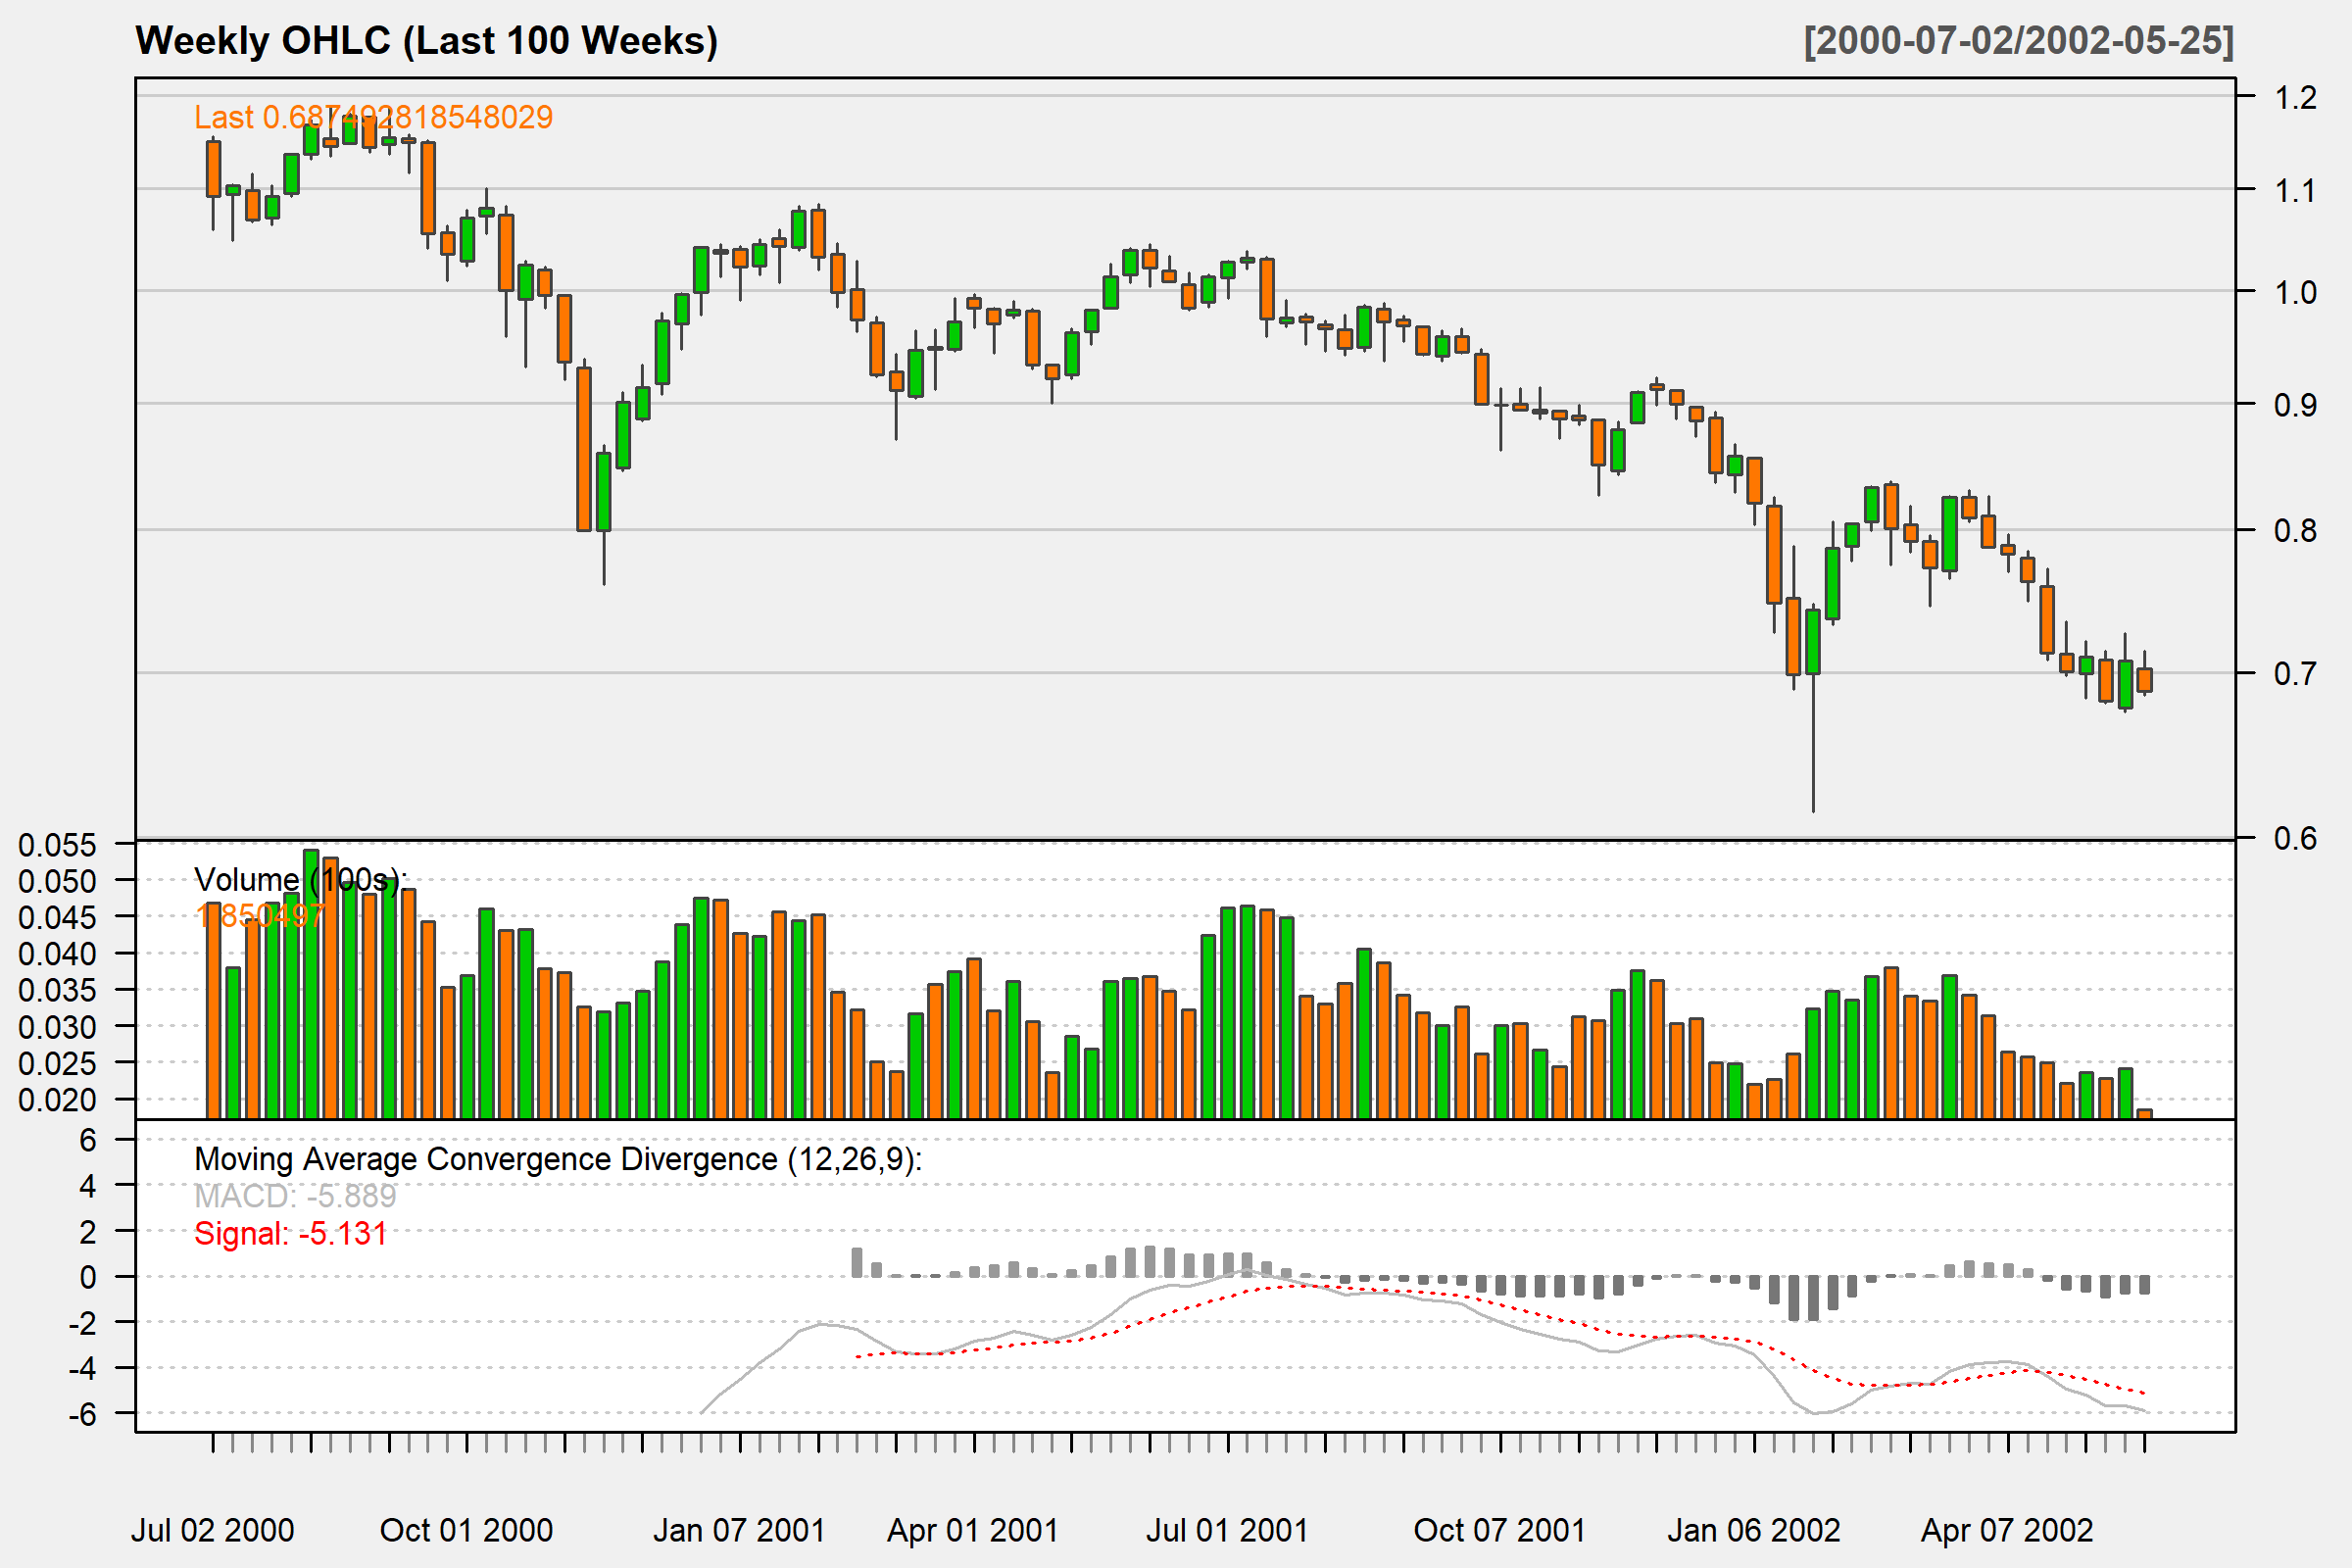 Weekly OHLC (Last 100 Weeks)
[2000-07-02/2002-05-25]
Last 0.687492818548029
1.2
1.1
1.0
0.9
0.8
0.7
0.6
0.055
0.050
0.045
0.040
0.035
0.030
0.025
0.020
Volume (100s):
1.850497
6
4
2
0
-2
-4
-6
Moving Average Convergence Divergence (12,26,9):
MACD: -5.889
Signal: -5.131
Jul 02 2000
Oct 01 2000
Jan 07 2001
Apr 01 2001
Jul 01 2001
Oct 07 2001
Jan 06 2002
Apr 07 2002